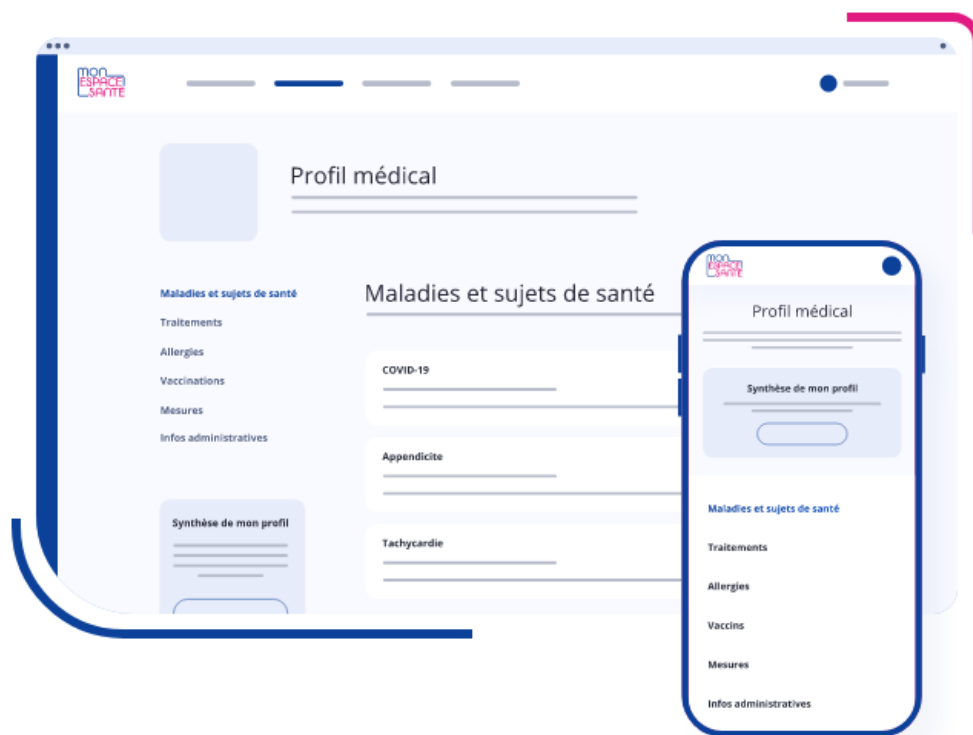 mon
ESPACE
SANTÉ
Profil médical
Maladies et sujets de santé
Traitements
Allergies
Vaccinations
Mesures
Infos administratives
Synthèse de mon profil
Maladies et sujets de santé
COVID-19
Appendicite
Tachycardie
mon
ESPACE
SANTÉ
Profil médical
Synthèse de mon profil
Maladies et sujets de santé
Traitements
Allergies
Vaccins
Mesures
Infos administratives